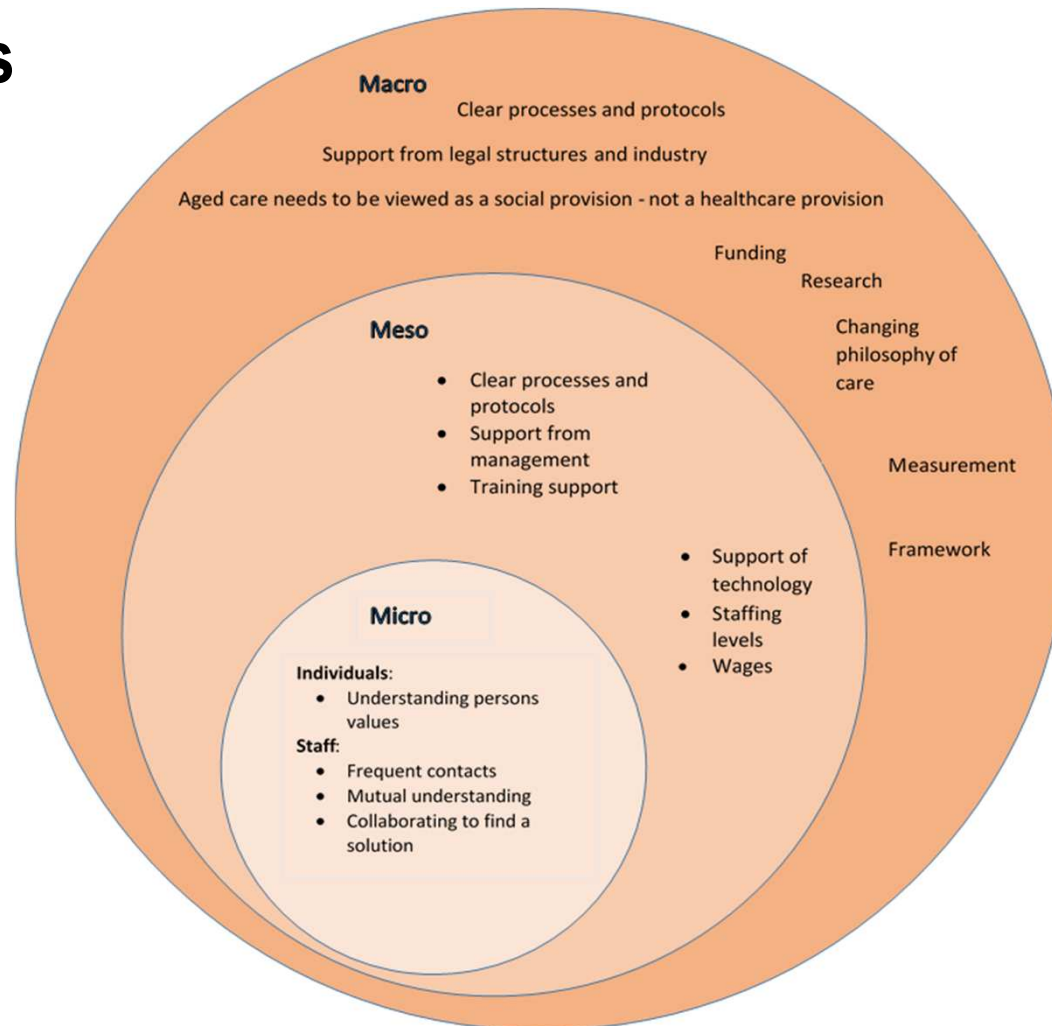 s
Macro
Clear processes and protocols
Support from legal structures and industry
Aged care needs to be viewed as a social provision - not a healthcare provision
Funding
Research
Changing
philosophy of
care
Measurement
Framework
Meso
• Clear processes and
protocols
• Support from
management
• Training support
• Support of
technology
• Staffing
levels
• Wages
Micro
Individuals:
• Understanding persons
values
Staff:
• Frequent contacts
• Mutual understanding
• Collaborating to find a
solution